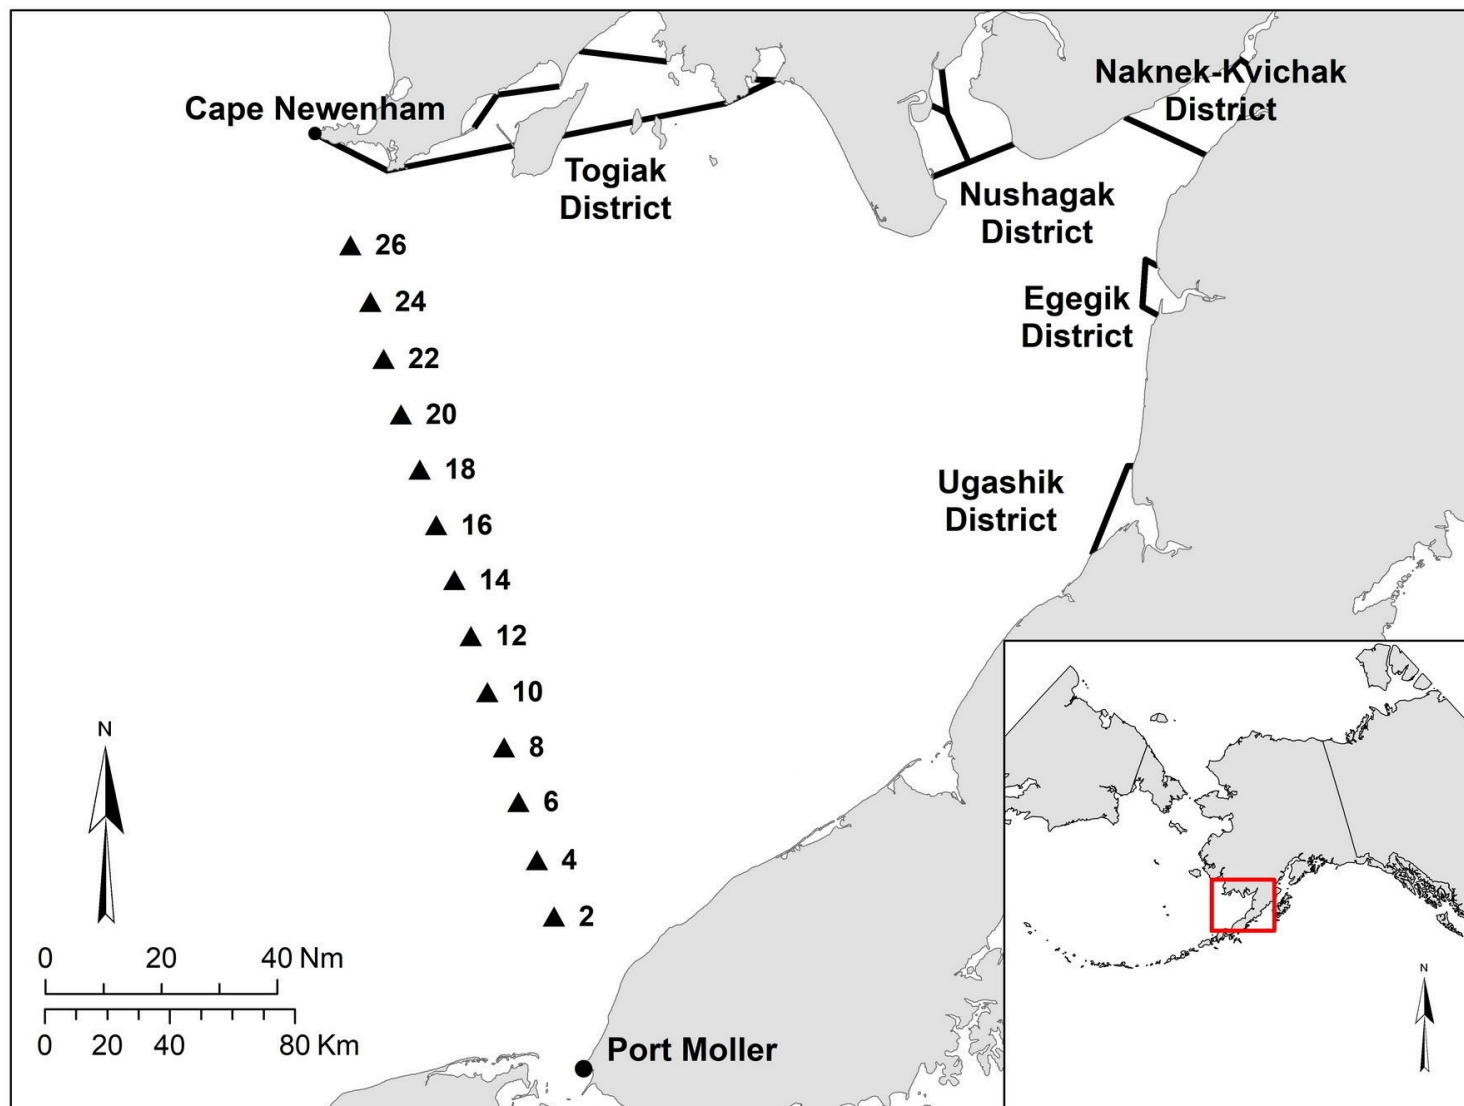 Naknek-Kvichak
District
Cape Newenham
Togiak
District
Nushagak
District
26
Egegik
District
24
22
20
18
Ugashik
District
16
14
12
10
N
8
6
4
2
0 20 40 Nm
0 20 40 80 Km
Port Moller
N